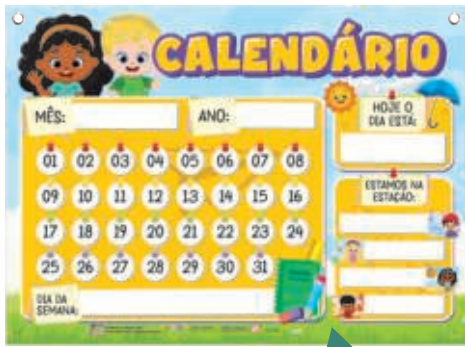 CALENDÁRIO
MÊS:
ANO:
01 02 03 04 05 06 07 08
09 10 11 12 13 14 15 16
17 18 19 20 21 22 23 24
25 26 27 28 29 30 31
DIA DA
SEMANA:
HOJE O
DIA ESTÁ:
ESTAMOS NA
ESTAÇÃO: